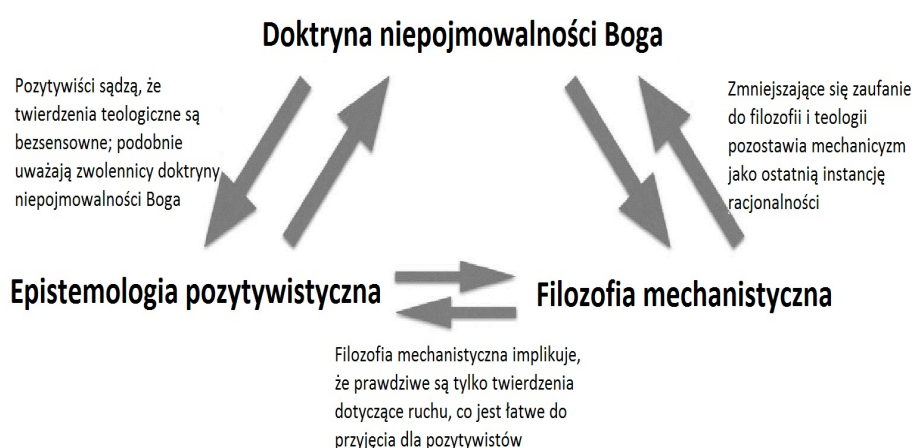 Doktryna niepojmowalności Boga
Pozytywiści sądzą, że
twierdzenia teologiczne są
bezsensowne; podobnie
uważają zwolennicy doktryny
niepojmowalności Boga
Zmniejszające się zaufanie
do filozofii i teologii
pozostawia mechanicyzm
jako ostatnią instancję
racjonalności
Epistemologia pozytywistyczna
Filozofia mechanistyczna
Filozofia mechanistyczna implikuje,
że prawdziwe są tylko twierdzenia
dotyczące ruchu, co jest łatwe do
przyjęcia dla pozytywistów